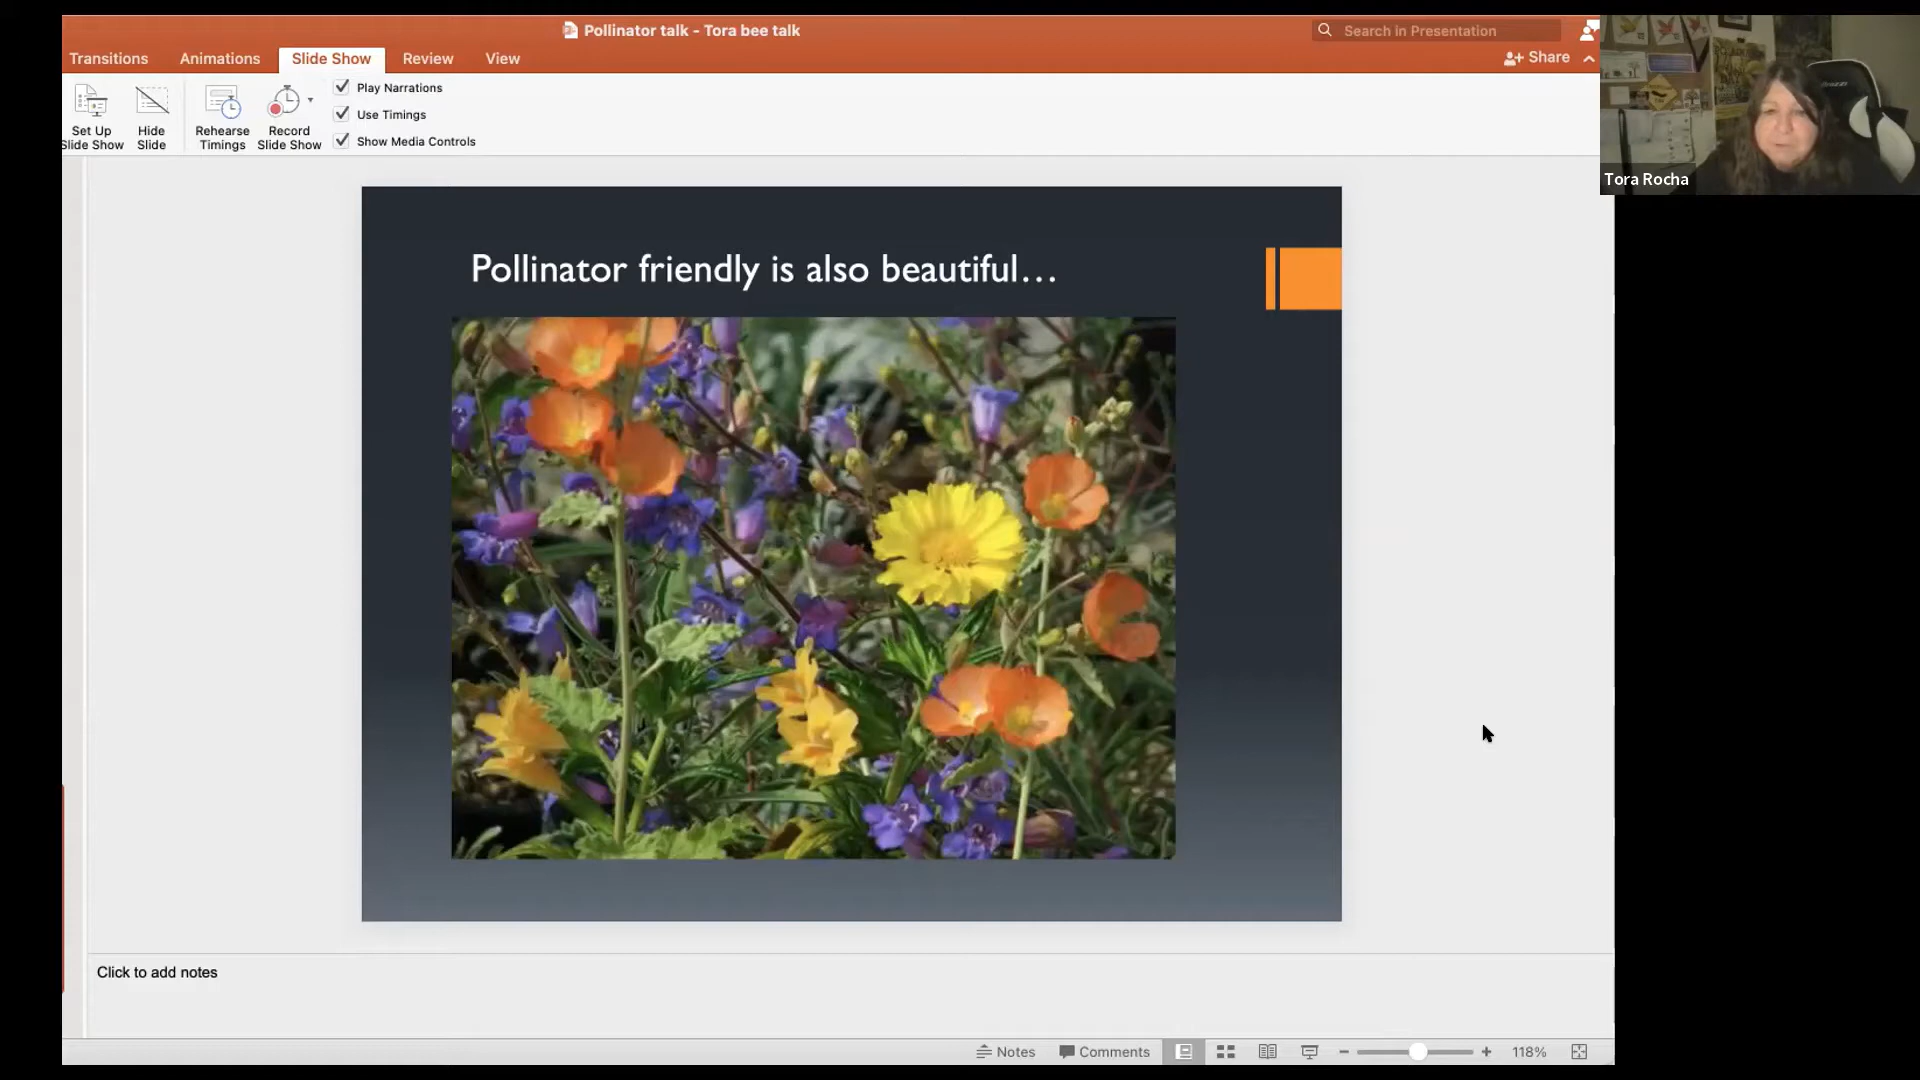 Pollinator talk - Tora bee talk
Search in Presentation
Transitions
Animations
Slide Show
Review
View
Share
Set Up
Slide Show
Hide
Slide
Rehearse
Timings
Record
Slide Show
Play Narrations
Use Timings
Show Media Controls
Tora Rocha
Pollinator friendly is also beautiful...
Click to add notes
Notes
Comments
118%